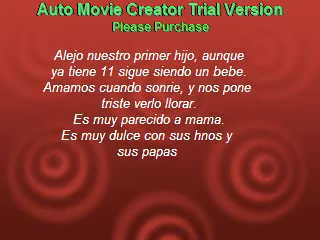 Auto Movie Creator Trial Version
Please Purchase
Alejo nuestro primer hijo, aunque
ya tiene 11 sigue siendo un bebe.
Amamos cuando sonrie, y nos pone
triste verlo llorar.
Es muy parecido a mama.
Es muy dulce con sus hnos y
sus papas